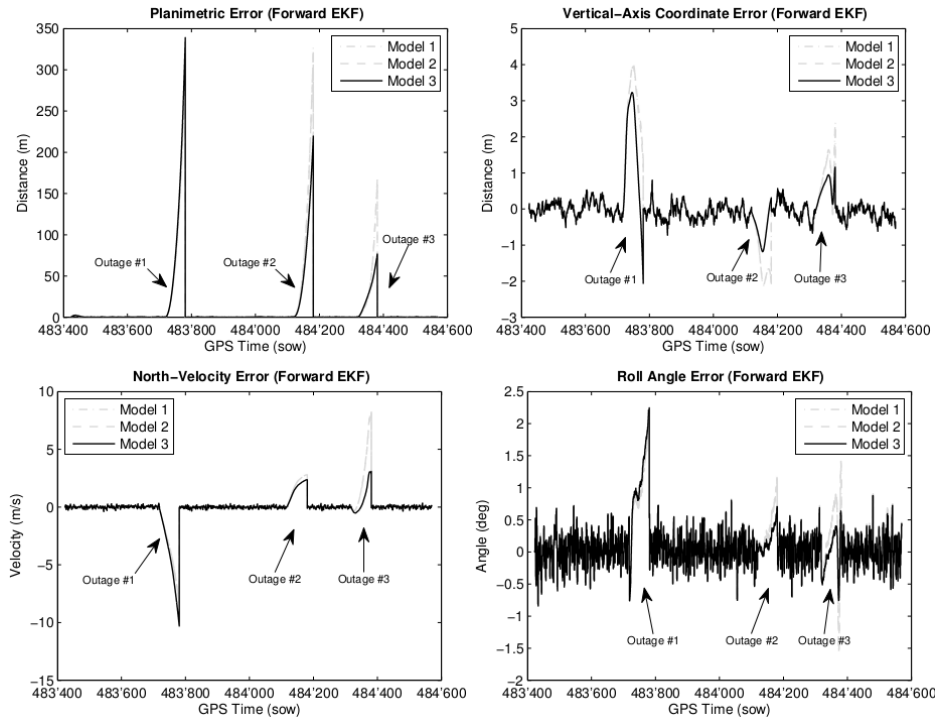 Planimetric Error (Forward EKF)
350
300
250
200
150
100
50
0
Distance (m)
Model 1
Model 2
Model 3
Outage #1
Outage #2
Outage #3
483'400 483'600 483'800 484'000 484'200 484'400 484'600
GPS Time (sow)
Vertical−Axis Coordinate Error (Forward EKF)
5
4
3
2
1
0
−1
−2
−3
Distance (m)
Model 1
Model 2
Model 3
Outage #1
Outage #2
Outage #3
483'400 483'600 483'800 484'000 484'200 484'400 484'600
GPS Time (sow)
North−Velocity Error (Forward EKF)
10
5
0
−5
−10
−15
Velocity (m/s)
Model 1
Model 2
Model 3
Outage #1
Outage #2
Outage #3
483'400 483'600 483'800 484'000 484'200 484'400 484'600
GPS Time (sow)
Roll Angle Error (Forward EKF)
2.5
2
1.5
1
0.5
0
−0.5
−1
−1.5
−2
Angle (deg)
Model 1
Model 2
Model 3
Outage #1
Outage #2
Outage #3
483'400 483'600 483'800 484'000 484'200 484'400 484'600
GPS Time (sow)